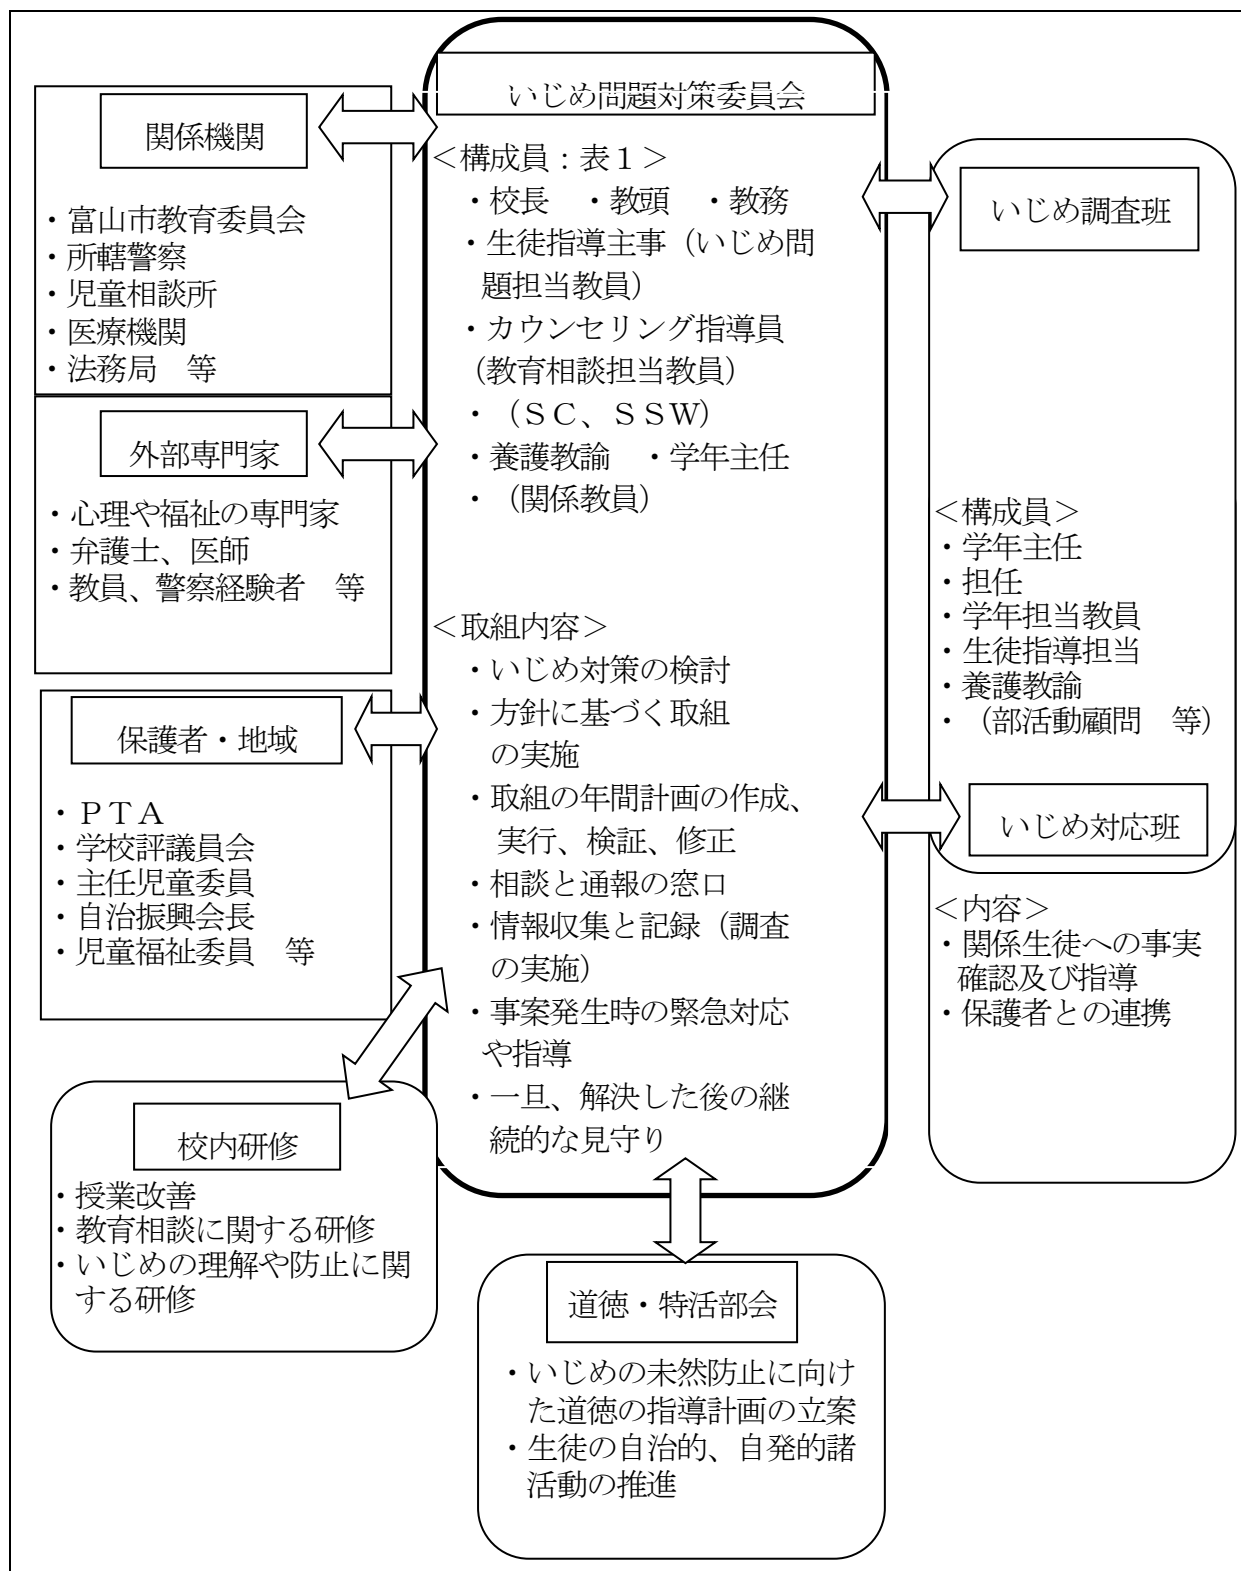 いじめ問題対策委員会
＜構成員：表１＞
・校長　・教頭　・教務
・生徒指導主事（いじめ問
題担当教員）
・カウンセリング指導員
（教育相談担当教員）
・（ＳＣ、ＳＳＷ）
・養護教諭　・学年主任
・（関係教員）
＜取組内容＞
・いじめ対策の検討
・方針に基づく取組
の実施
・取組の年間計画の作成、
実行、検証、修正
・相談と通報の窓口
・情報収集と記録（調査
の実施）
・事案発生時の緊急対応
や指導
・一旦、解決した後の継
続的な見守り
関係機関
・富山市教育委員会
・所轄警察
・児童相談所
・医療機関
・法務局　等
外部専門家
・心理や福祉の専門家
・弁護士、医師
・教員、警察経験者　等
保護者・地域
・ＰＴＡ
・学校評議員会
・主任児童委員
・自治振興会長
・児童福祉委員　等
校内研修
・授業改善
・教育相談に関する研修
・いじめの理解や防止に関
する研修
いじめ調査班
＜構成員＞
・学年主任
・担任
・学年担当教員
・生徒指導担当
・養護教諭
・（部活動顧問　等）
いじめ対応班
＜内容＞
・関係生徒への事実
確認及び指導
・保護者との連携
道徳・特活部会
・いじめの未然防止に向け
た道徳の指導計画の立案
・生徒の自治的、自発的諸
活動の推進